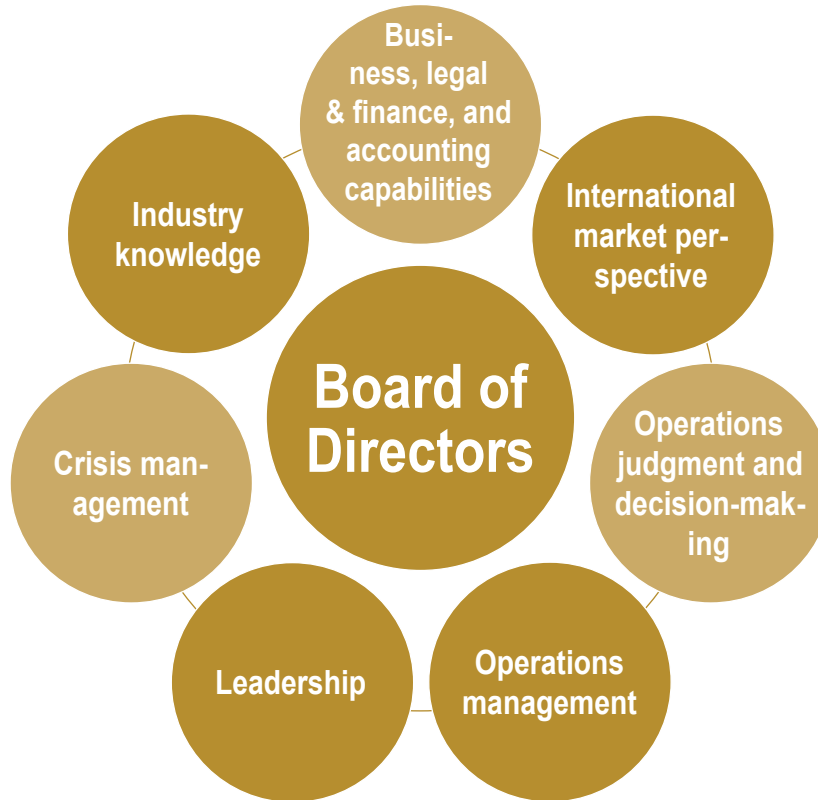 Busi-
ness, legal
& finance, and
accounting
capabilities
International
market per-
spective
Operations
judgment and
decision-mak-
ing
Operations
management
Leadership
Crisis man-
agement
Industry
knowledge
Board of
Directors